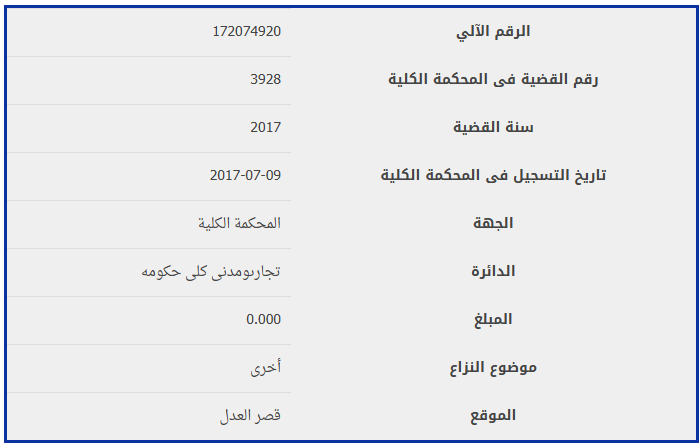 الرقم الآلي 172074920
رقم القضية فى المحكمة الكلية 3928
سنة القضية 2017
تاريخ التسجيل فى المحكمة الكلية 2017-07-09
الجهة المحكمة الكلية
الدائرة تجارىومدنى كلى حكومه
المبلغ 0.000
موضوع النزاع أخرى
الموقع قصر العدل